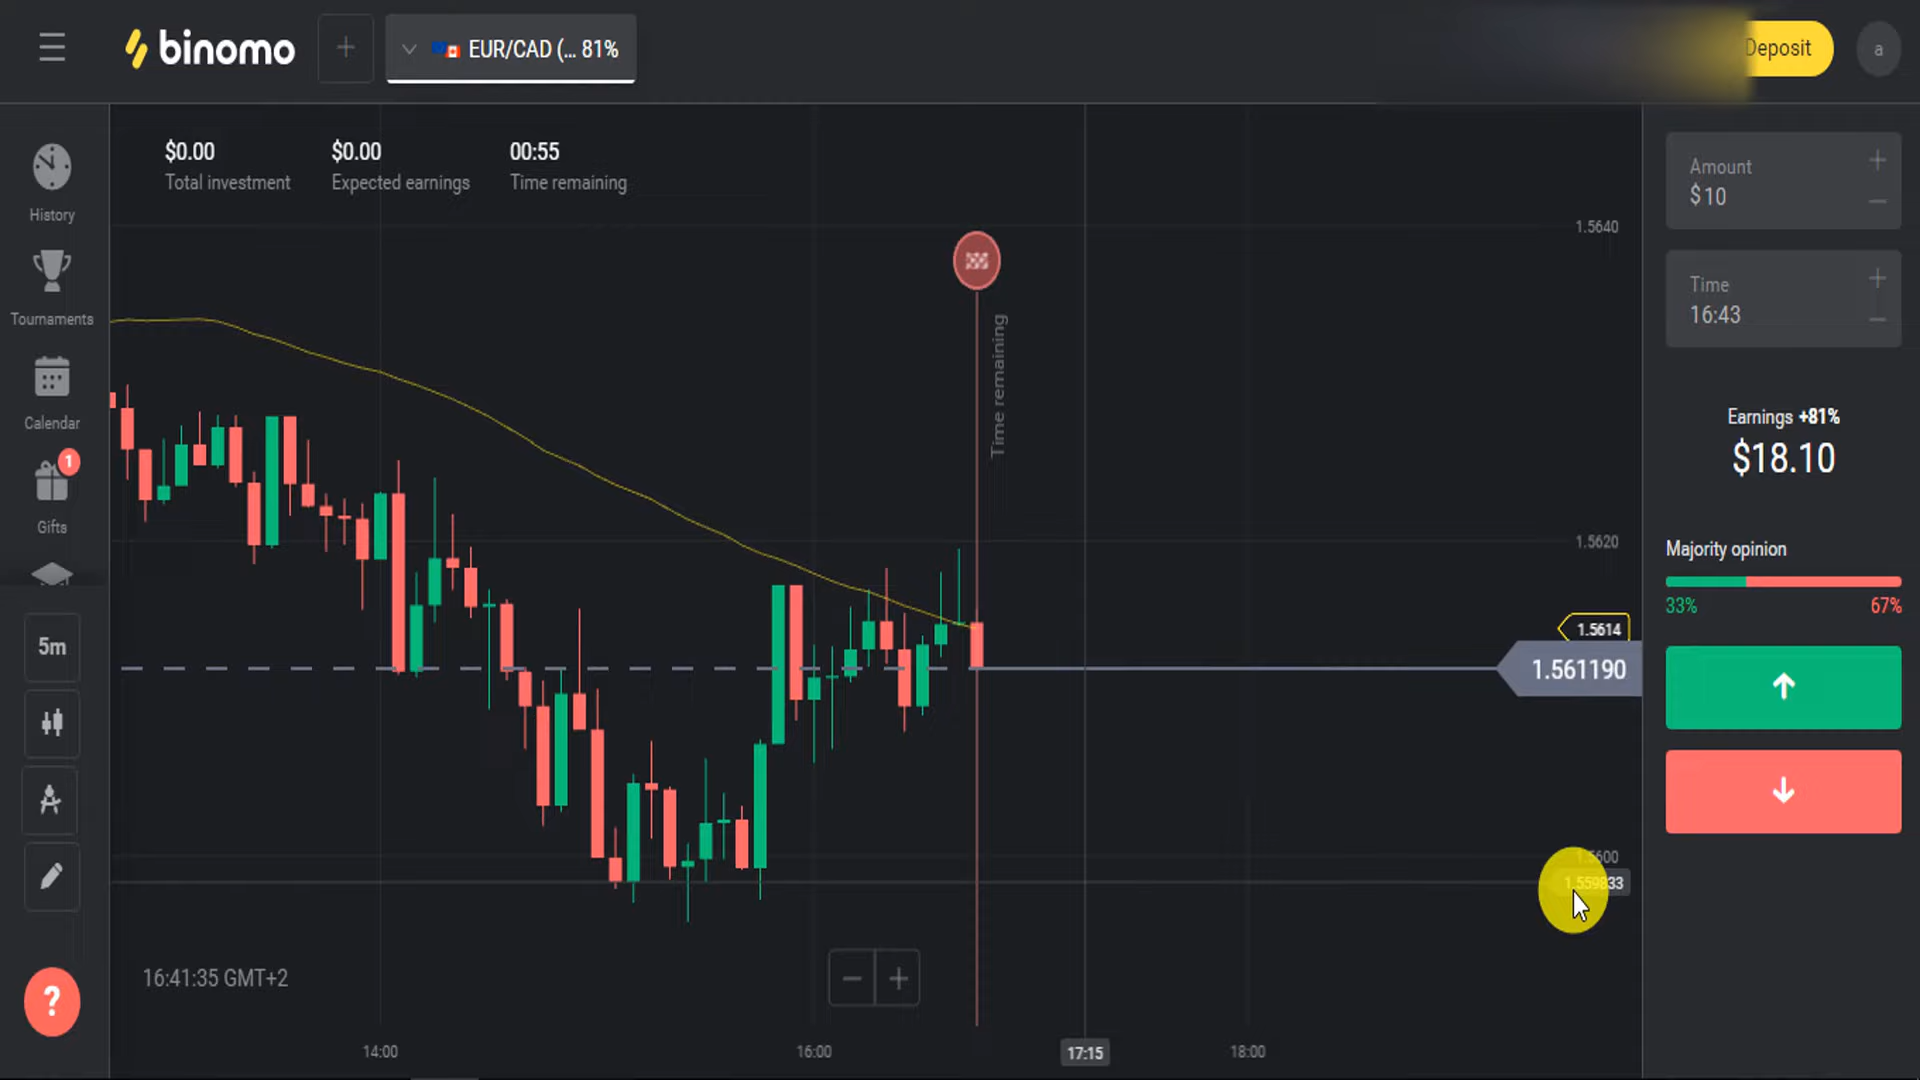 binomo
+
EUR/CAD (... 81%
Deposit
a
History
Tournaments
Calendar
1
Gifts
5m
?
$0.00
Total investment
$0.00
Expected earnings
00:55
Time remaining
Time remaining
1.5640
1.5620
1.5614
1.561190
1.5600
1.559833
16:41:35 GMT+2
− +
14:00
16:00
17:15
18:00
Amount
+
$10
−
Time
+
16:43
−
Earnings +81%
$18.10
Majority opinion
33%
67%